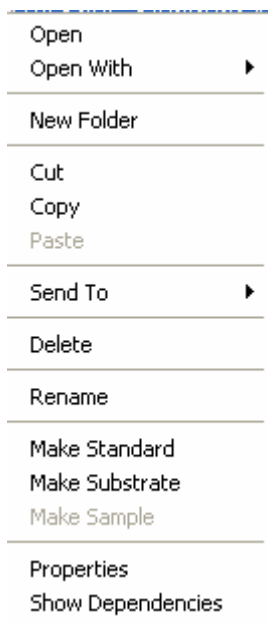 Open
Open With
New Folder
Cut
Copy
Paste
Send To
Delete
Rename
Make Standard
Make Substrate
Make Sample
Properties
Show Dependencies